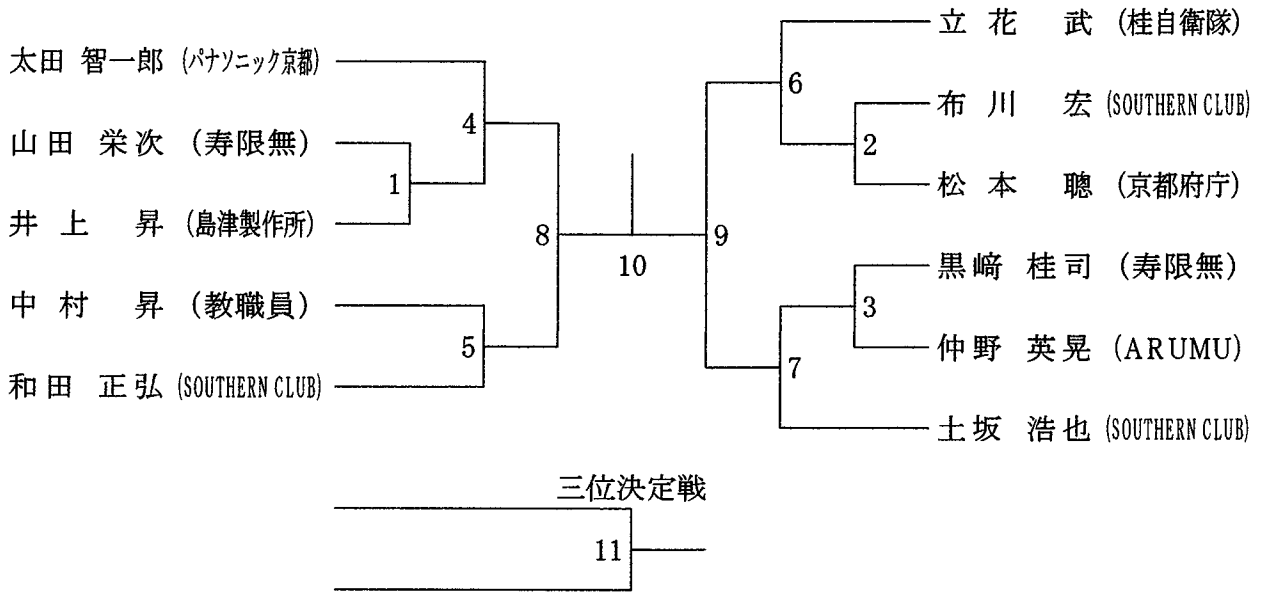 太田 智一郎 (パナソニック京都)
山田 栄次 (寿限無)
井上 昇 (島津製作所)
中村 昇 (教職員)
和田 正弘 (SOUTHERN CLUB)
1
4
5
8
10
9
6
2
3
7
立花 武 (桂自衛隊)
布川 宏 (SOUTHERN CLUB)
松本 聰 (京都府庁)
黒﨑 桂司 (寿限無)
仲野 英晃 (ARUMU)
土坂 浩也 (SOUTHERN CLUB)
三位決定戦
11